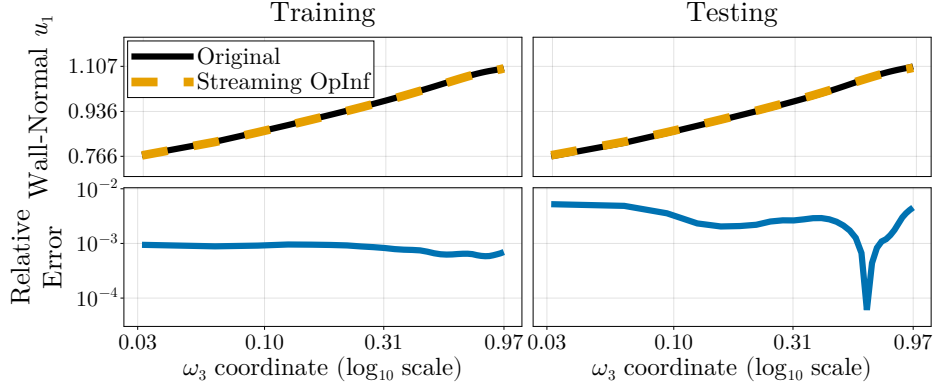 Training
Testing
Wall-Normal u₁
1.107
0.936
0.766
Original
Streaming OpInf
Relative
Error
10⁻²
10⁻³
10⁻⁴
0.03
0.10
0.31
0.97
0.03
0.10
0.31
0.97
ω₃ coordinate (log₁₀ scale)
ω₃ coordinate (log₁₀ scale)